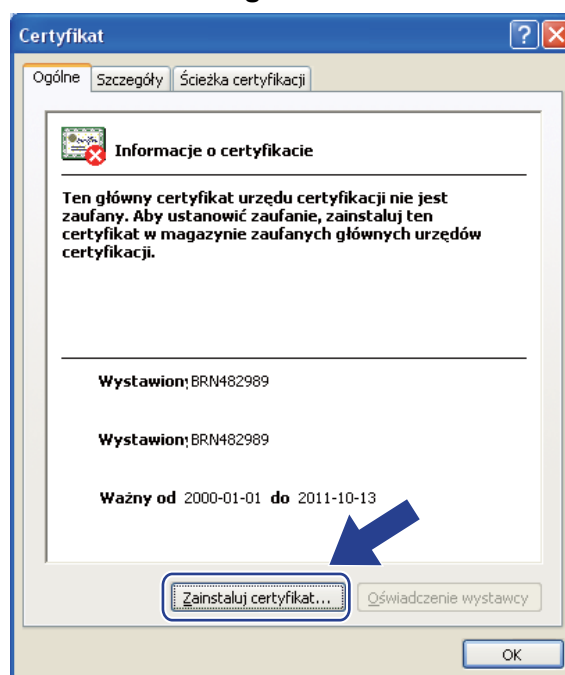 Certyfikat
Ogólne Szczegóły Ścieżka certyfikacji
Informacje o certyfikacie
Ten główny certyfikat urzędu certyfikacji nie jest
zaufany. Aby ustanowić zaufanie, zainstaluj ten
certyfikat w magazynie zaufanych głównych urzędów
certyfikacji.
Wystawiony BRN482989
Wystawiony BRN482989
Ważny od 2000-01-01 do 2011-10-13
Zainstaluj certyfikat... Oświadczenie wystawcy
OK